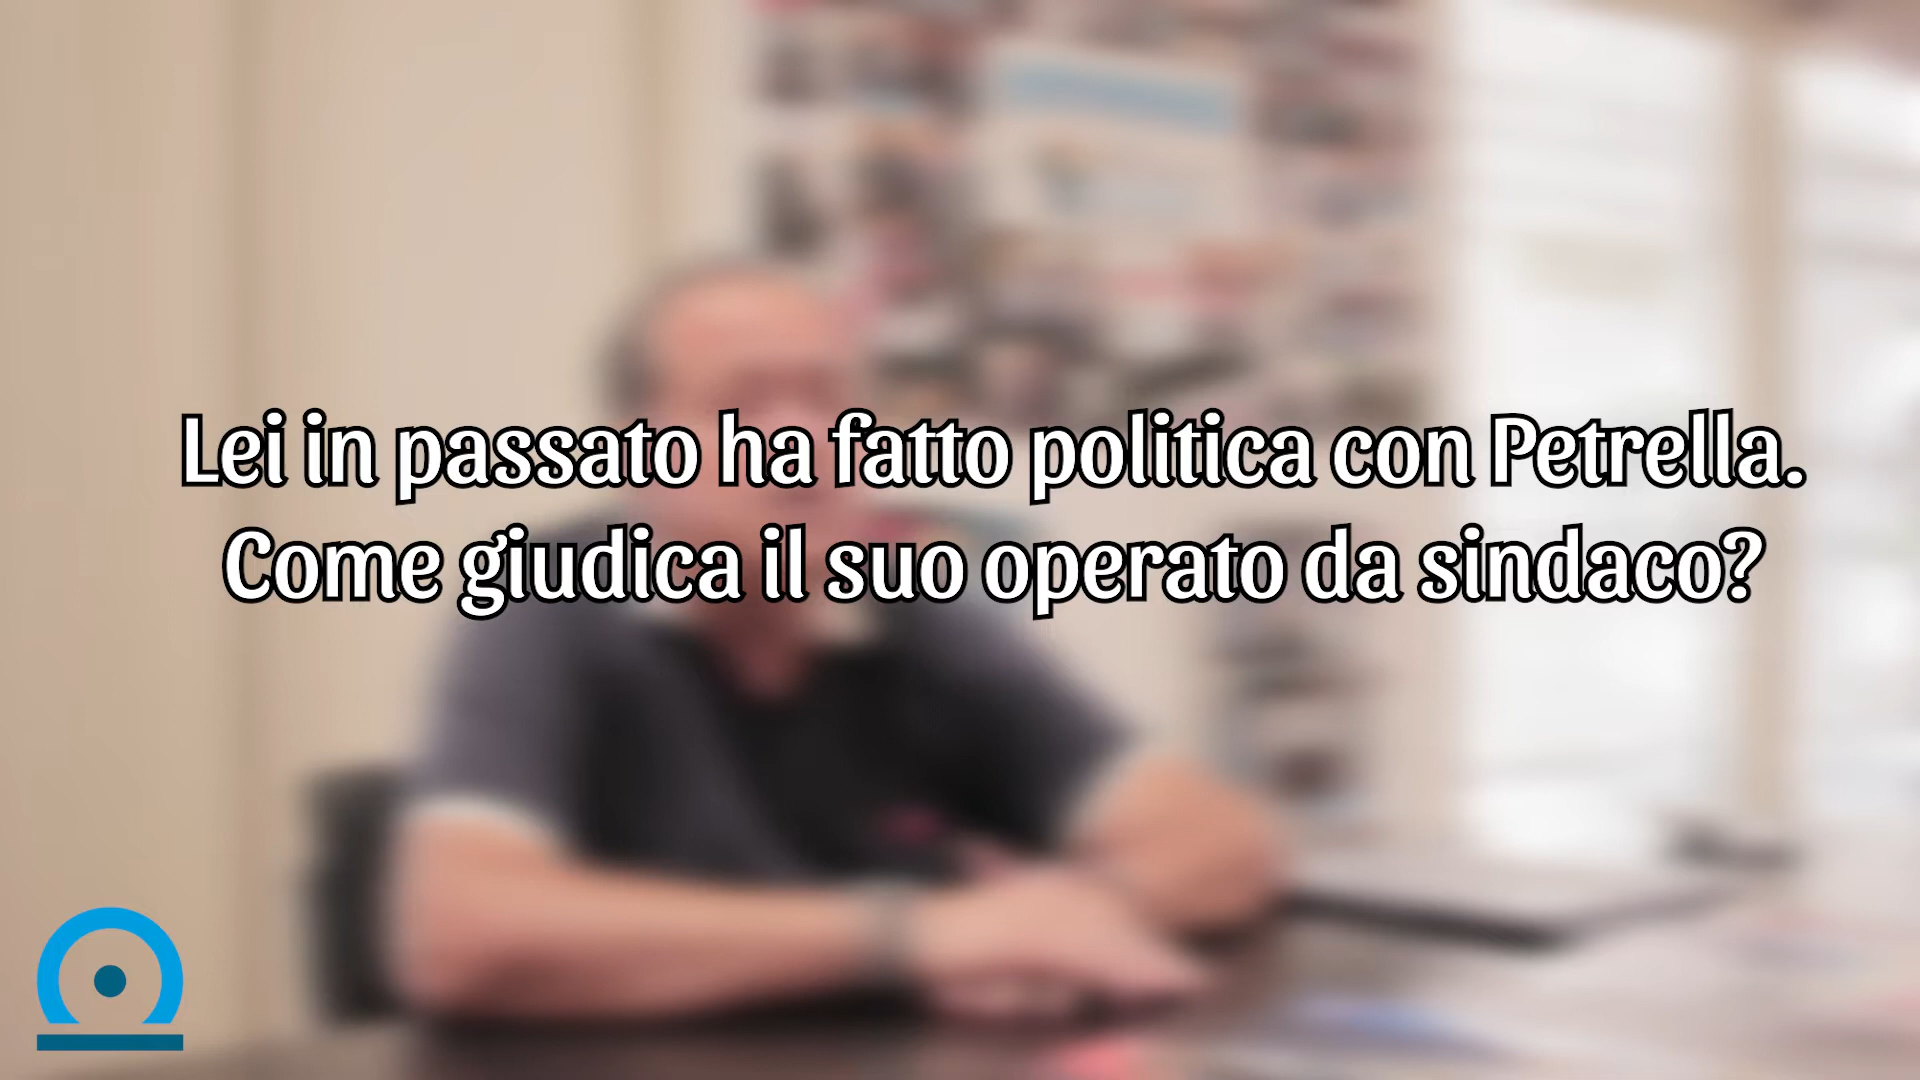 Lei in passato ha fatto politica con Petrella.
Come giudica il suo operato da sindaco?